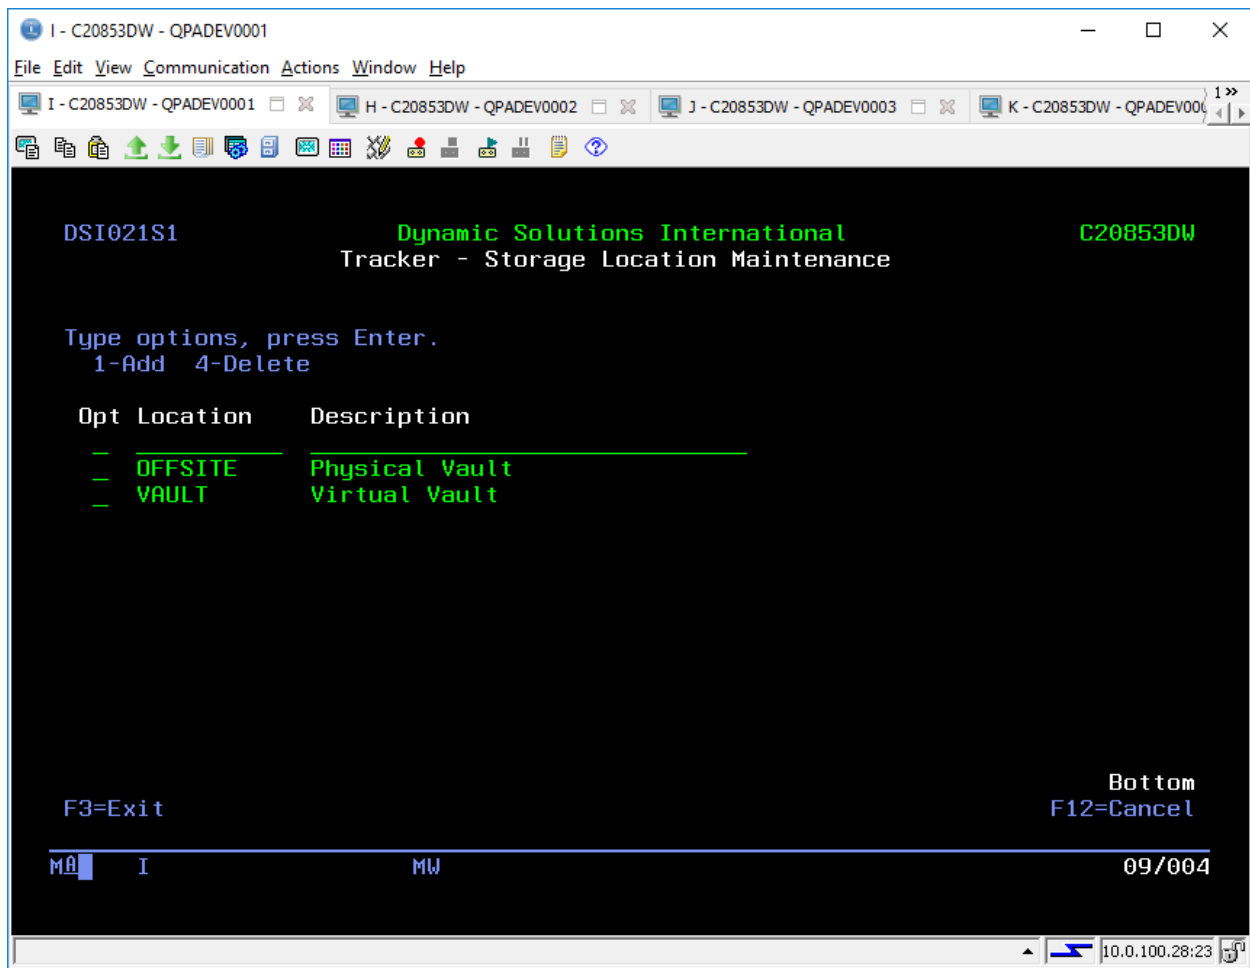 I - C20853DW - QPADEV0001
File Edit View Communication Actions Window Help
I - C20853DW - QPADEV0001 H - C20853DW - QPADEV0002 J - C20853DW - QPADEV0003 K - C20853DW - QPADEV00 1 »
DSI021S1 Dynamic Solutions International C20853DW
Tracker - Storage Location Maintenance
Type options, press Enter.
1-Add 4-Delete
Opt Location Description
OFFSITE Physical Vault
VAULT Virtual Vault
Bottom
F3=Exit F12=Cancel
MA I MW 09/004
10.0.100.28:23